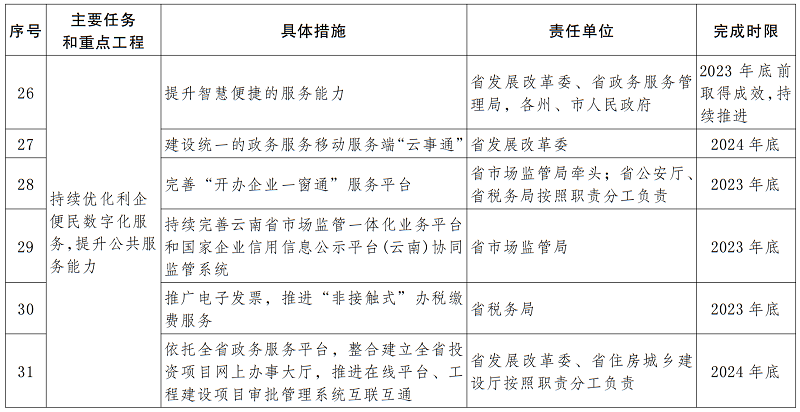 序号
主要任务
和重点工程
具体措施
责任单位
完成时限
持续优化利企
便民数字化服
务,提升公共服
务能力
26
提升智慧便捷的服务能力
省发展改革委、省政务服务管
理局，各州、市人民政府
2023 年底前
取得成效,持
续推进
27
建设统一的政务服务移动服务端“云事通”
省发展改革委
2024 年底
28
完善“开办企业一窗通”服务平台
省市场监管局牵头；省公安厅、
省税务局按照职责分工负责
2023 年底
29
持续完善云南省市场监管一体化业务平台
和国家企业信用信息公示平台(云南)协同
监管系统
省市场监管局
2023 年底
30
推广电子发票，推进“非接触式”办税缴
费服务
省税务局
2023 年底
31
依托全省政务服务平台，整合建立全省投
资项目网上办事大厅，推进在线平台、工
程建设项目审批管理系统互联互通
省发展改革委、省住房城乡建
设厅按照职责分工负责
2024 年底